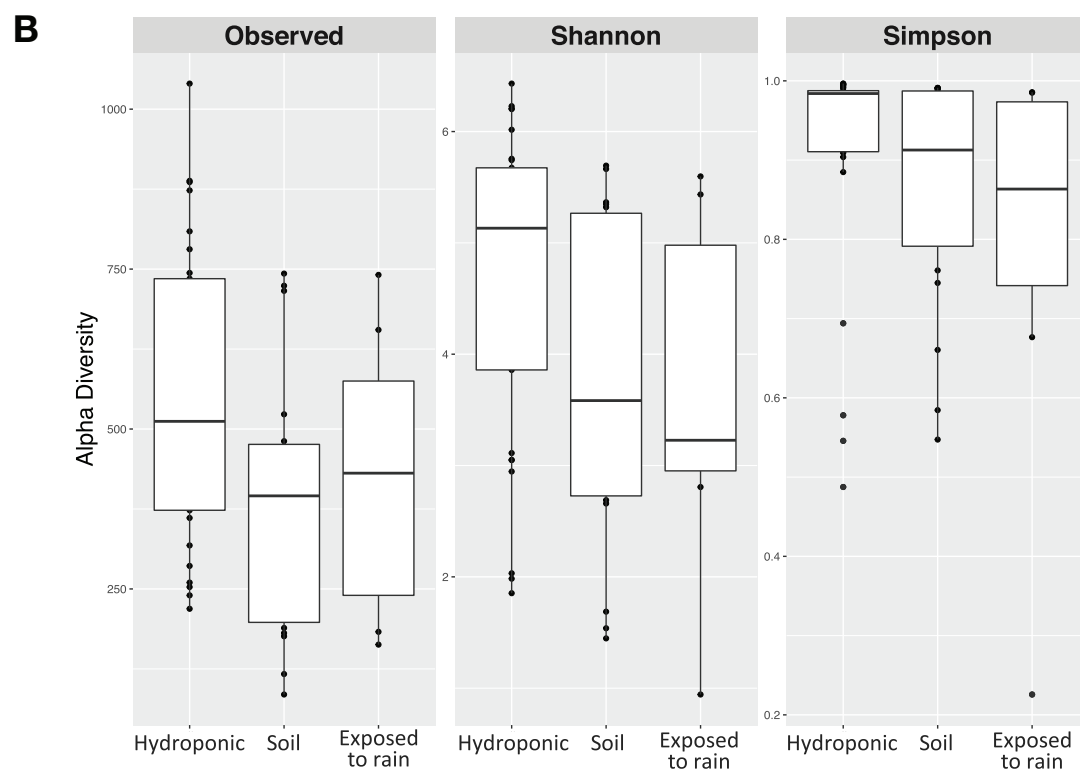 B
Observed
Shannon
Simpson
Alpha Diversity
1000
750
500
250
6
4
2
1.0
0.8
0.6
0.4
0.2
Hydroponic
Soil
Exposed
to rain
Hydroponic
Soil
Exposed
to rain
Hydroponic
Soil
Exposed
to rain